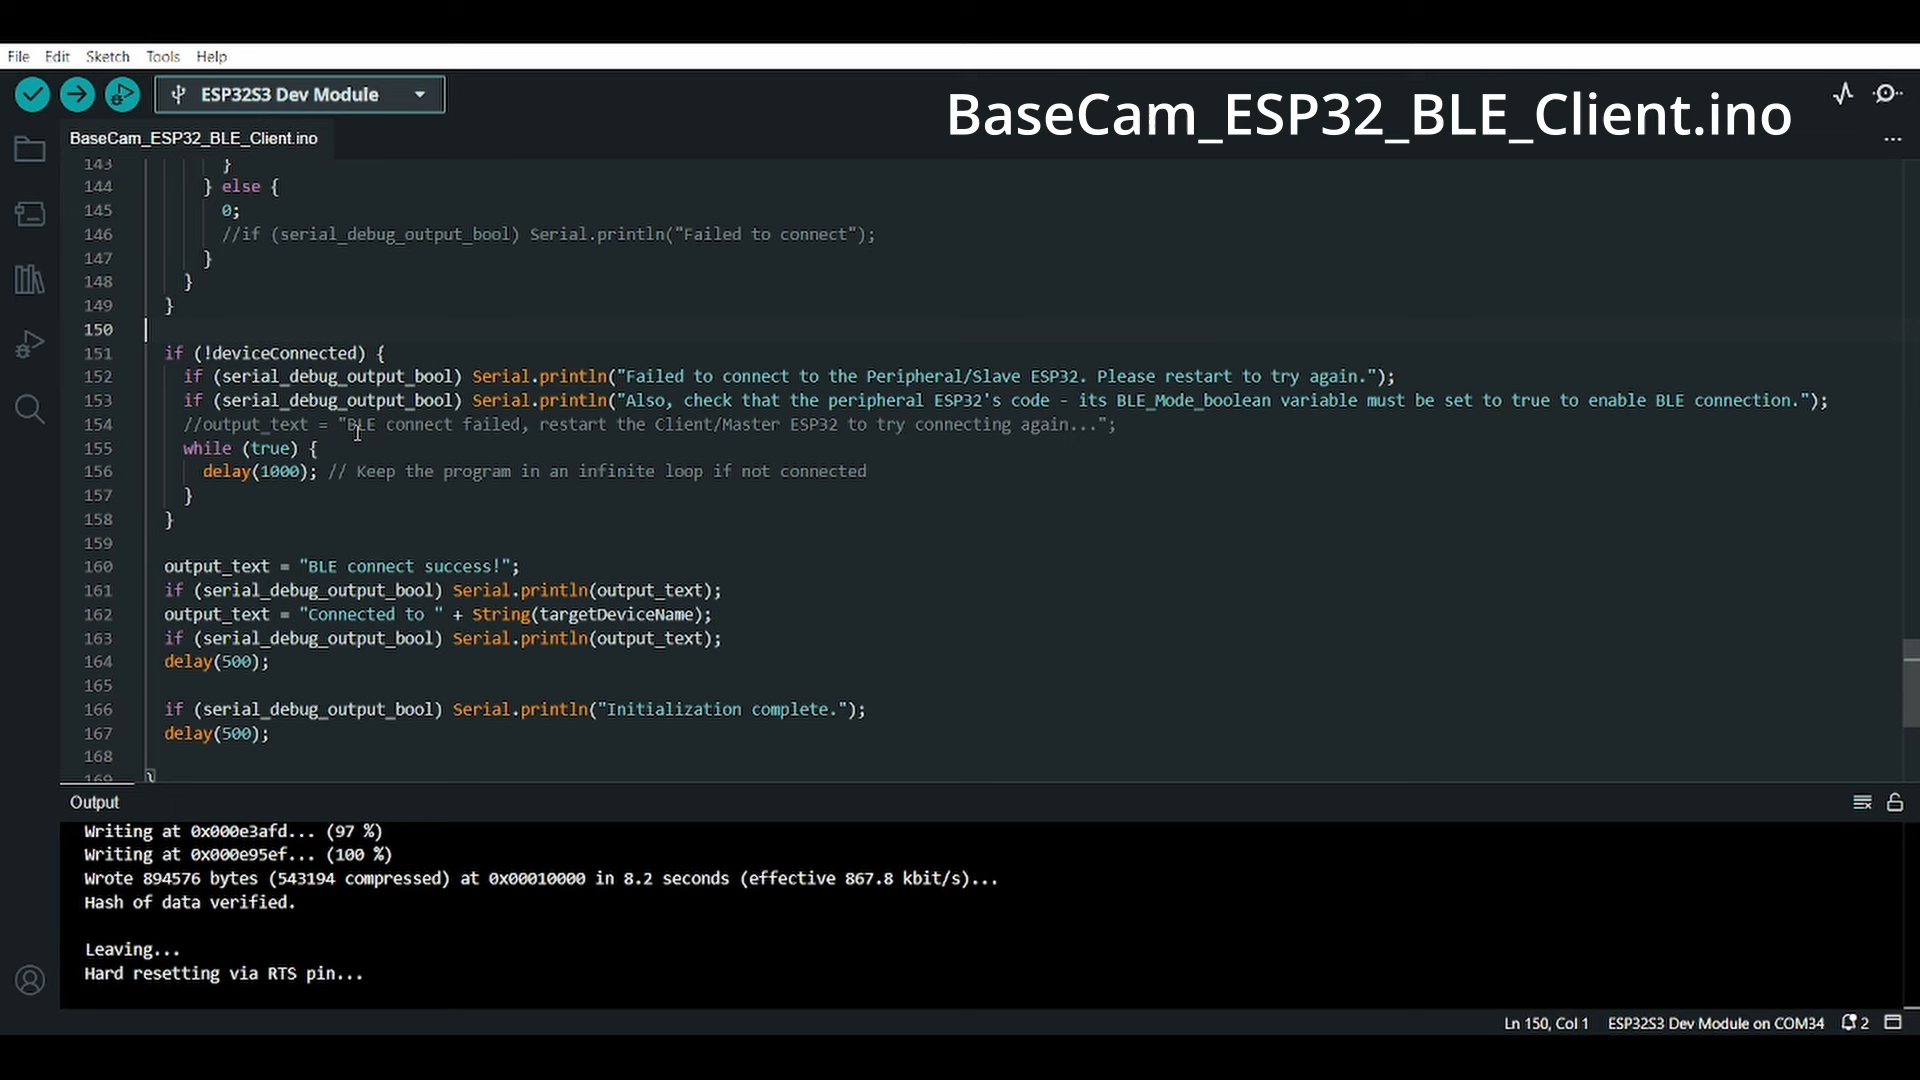 File Edit Sketch Tools Help
ESP32S3 Dev Module
BaseCam_ESP32_BLE_Client.ino
BaseCam_ESP32_BLE_Client.ino
143 }
144 } else {
145 0;
146 //if (serial_debug_output_bool) Serial.println("Failed to connect");
147 }
148 }
149 }
150
151 if (!deviceConnected) {
152 if (serial_debug_output_bool) Serial.println("Failed to connect to the Peripheral/Slave ESP32. Please restart to try again.");
153 if (serial_debug_output_bool) Serial.println("Also, check that the peripheral ESP32's code - its BLE_Mode_boolean variable must be set to true to enable BLE connection.");
154 //output_text = "BLE connect failed, restart the Client/Master ESP32 to try connecting again...";
155 while (true) {
156 delay(1000); // Keep the program in an infinite loop if not connected
157 }
158 }
159
160 output_text = "BLE connect success!";
161 if (serial_debug_output_bool) Serial.println(output_text);
162 output_text = "Connected to " + String(targetDeviceName);
163 if (serial_debug_output_bool) Serial.println(output_text);
164 delay(500);
165
166 if (serial_debug_output_bool) Serial.println("Initialization complete.");
167 delay(500);
168
169 }
Output
Writing at 0x000e3afd... (97 %)
Writing at 0x000e95ef... (100 %)
Wrote 894576 bytes (543194 compressed) at 0x00010000 in 8.2 seconds (effective 867.8 kbit/s)...
Hash of data verified.
Leaving...
Hard resetting via RTS pin...
Ln 150, Col 1 ESP32S3 Dev Module on COM34 2